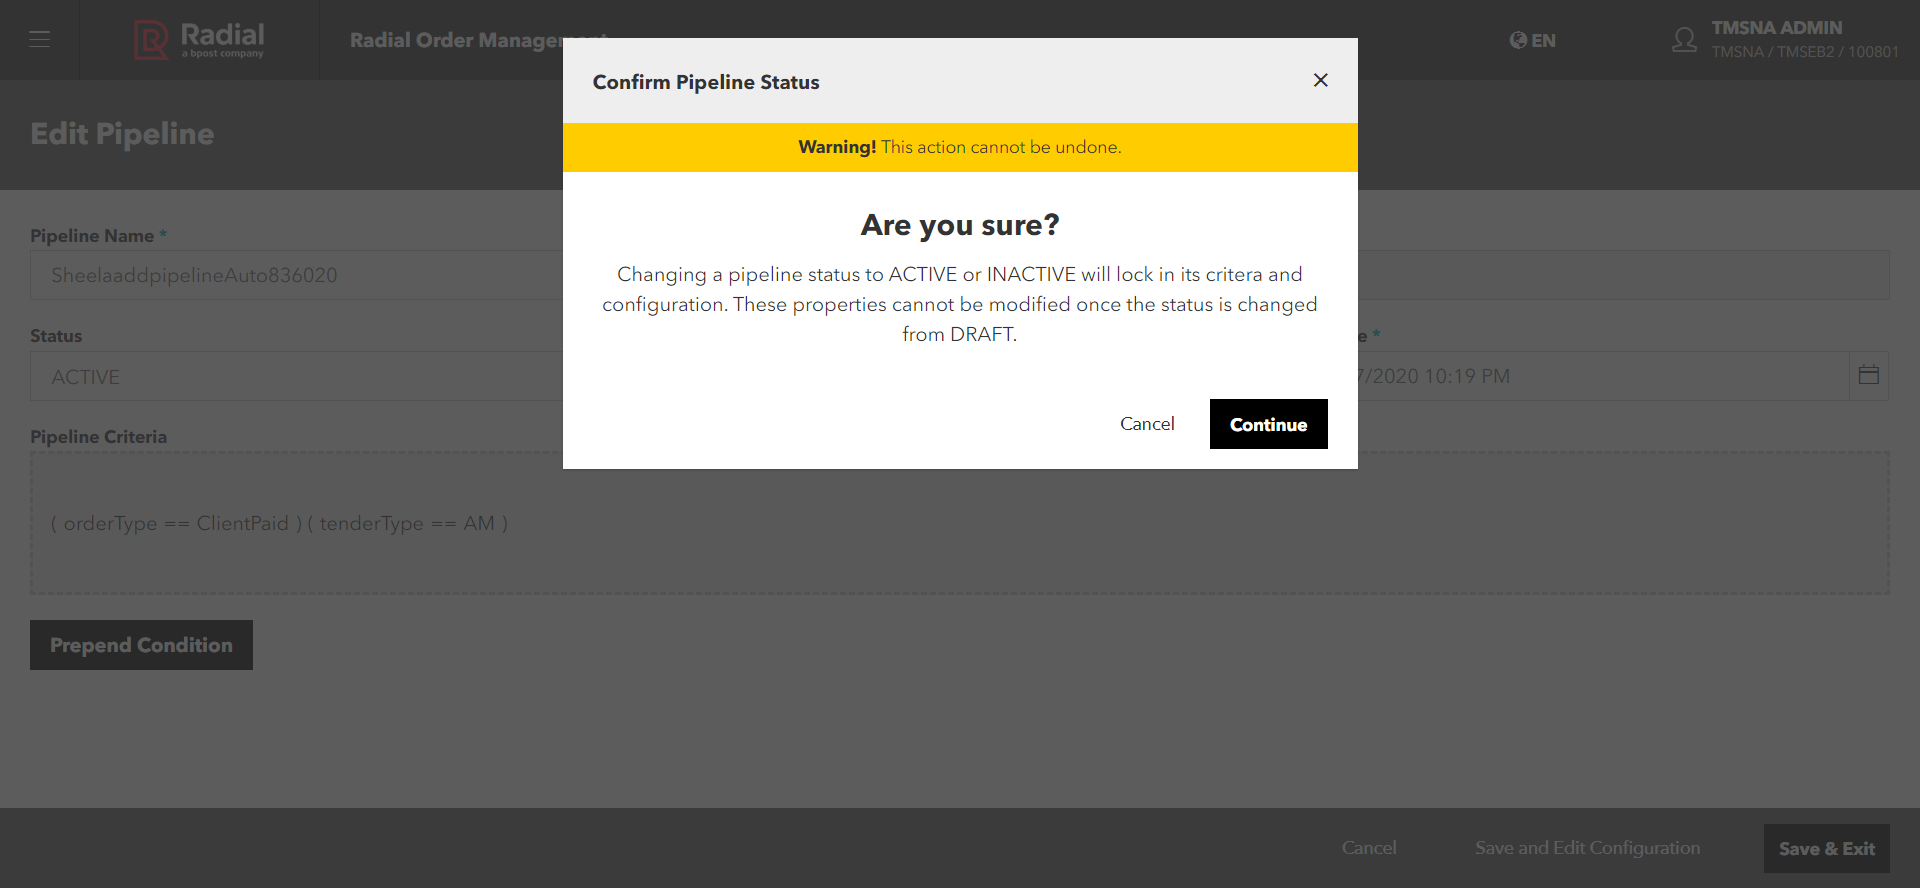 Radial
a bpost company
Radial Order Management
EN
TMSNA ADMIN
TMSNA / TMSEB2 / 100801
Edit Pipeline
Confirm Pipeline Status
Warning! This action cannot be undone.
Are you sure?
Changing a pipeline status to ACTIVE or INACTIVE will lock in its critera and
configuration. These properties cannot be modified once the status is changed
from DRAFT.
Cancel
Continue
Pipeline Name *
SheelaaddpipelineAuto836020
Status
ACTIVE
/2020 10:19 PM
Pipeline Criteria
( orderType == ClientPaid ) ( tenderType == AM )
Prepend Condition
Cancel
Save and Edit Configuration
Save & Exit